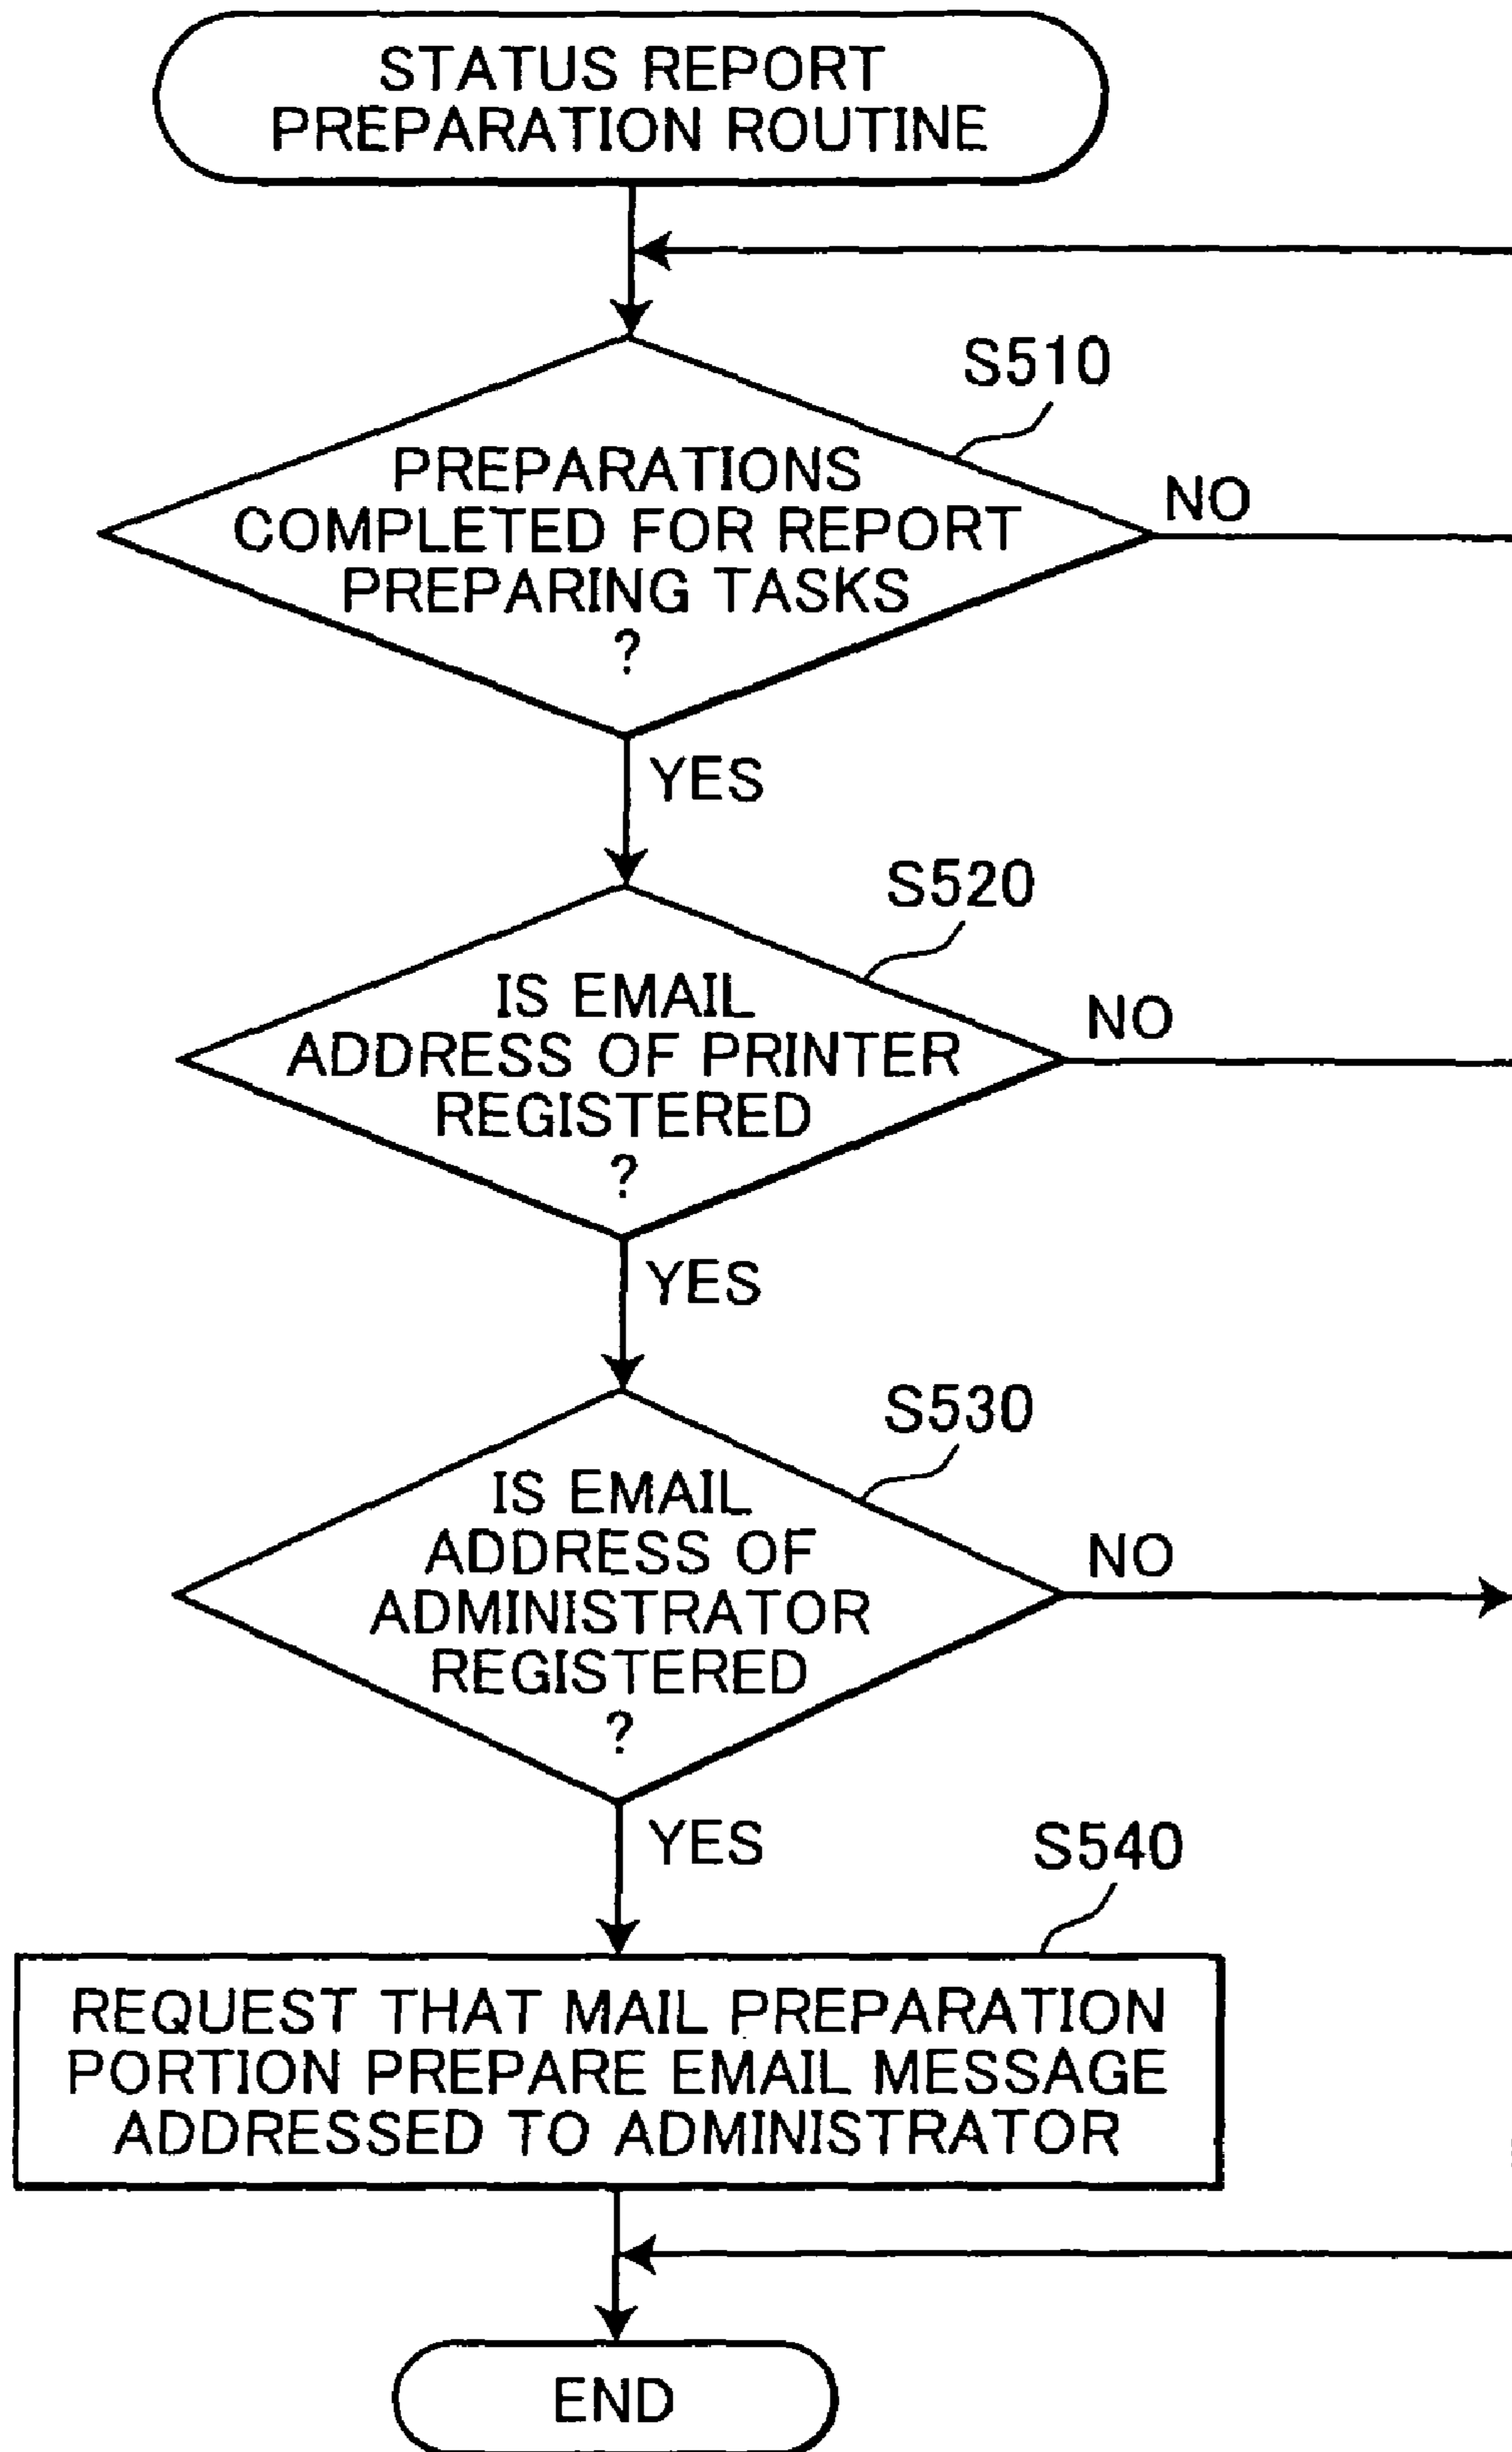 STATUS REPORT
PREPARATION ROUTINE
S510
PREPARATIONS
COMPLETED FOR REPORT
PREPARING TASKS
?
NO
YES
S520
IS EMAIL
ADDRESS OF PRINTER
REGISTERED
?
NO
YES
S530
IS EMAIL
ADDRESS OF
ADMINISTRATOR
REGISTERED
?
NO
YES
S540
REQUEST THAT MAIL PREPARATION
PORTION PREPARE EMAIL MESSAGE
ADDRESSED TO ADMINISTRATOR
END